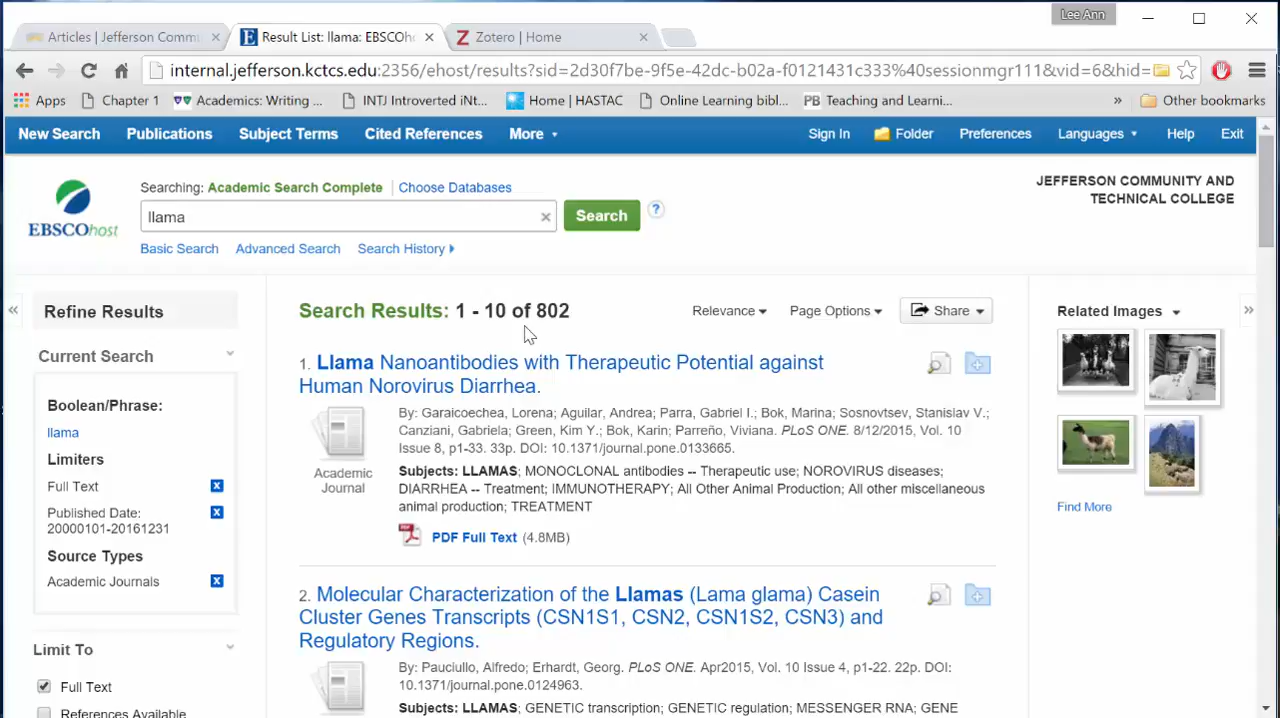 Lee Ann
Articles | Jefferson Commu
Result List: llama: EBSCOh
Z Zotero | Home
internal.jefferson.kctcs.edu:2356/ehost/results?sid=2d30f7be-9f5e-42dc-b02a-f0121431c333%40sessionmgr111&vid=6&hid=
Apps Chapter 1 Academics: Writing ... INTJ Introverted iNt... Home | HASTAC Online Learning bibl... PB Teaching and Learni... » Other bookmarks
New Search Publications Subject Terms Cited References More Sign In Folder Preferences Languages Help Exit
Searching: Academic Search Complete Choose Databases
JEFFERSON COMMUNITY AND
TECHNICAL COLLEGE
llama
Search
?
EBSCOhost
Basic Search Advanced Search Search History
Refine Results
Current Search
Boolean/Phrase:
llama
Limiters
Full Text
Published Date:
20000101-20161231
Source Types
Academic Journals
Limit To
Full Text
References Available
Search Results: 1 - 10 of 802
Relevance Page Options Share
1. Llama Nanoantibodies with Therapeutic Potential against
Human Norovirus Diarrhea.
Academic
Journal
By: Garaicoechea, Lorena; Aguilar, Andrea; Parra, Gabriel I.; Bok, Marina; Sosnovtsev, Stanislav V.;
Canziani, Gabriela; Green, Kim Y.; Bok, Karin; Parreño, Viviana. PLoS ONE. 8/12/2015, Vol. 10
Issue 8, p1-33. 33p. DOI: 10.1371/journal.pone.0133665.
Subjects: LLAMAS; MONOCLONAL antibodies -- Therapeutic use; NOROVIRUS diseases;
DIARRHEA -- Treatment; IMMUNOTHERAPY; All Other Animal Production; All other miscellaneous
animal production; TREATMENT
PDF Full Text (4.8MB)
2. Molecular Characterization of the Llamas (Lama glama) Casein
Cluster Genes Transcripts (CSN1S1, CSN2, CSN1S2, CSN3) and
Regulatory Regions.
By: Pauciullo, Alfredo; Erhardt, Georg. PLoS ONE. Apr2015, Vol. 10 Issue 4, p1-22. 22p. DOI:
10.1371/journal.pone.0124963.
Subjects: LLAMAS; GENETIC transcription; GENETIC regulation; MESSENGER RNA; GENE
Related Images
Find More